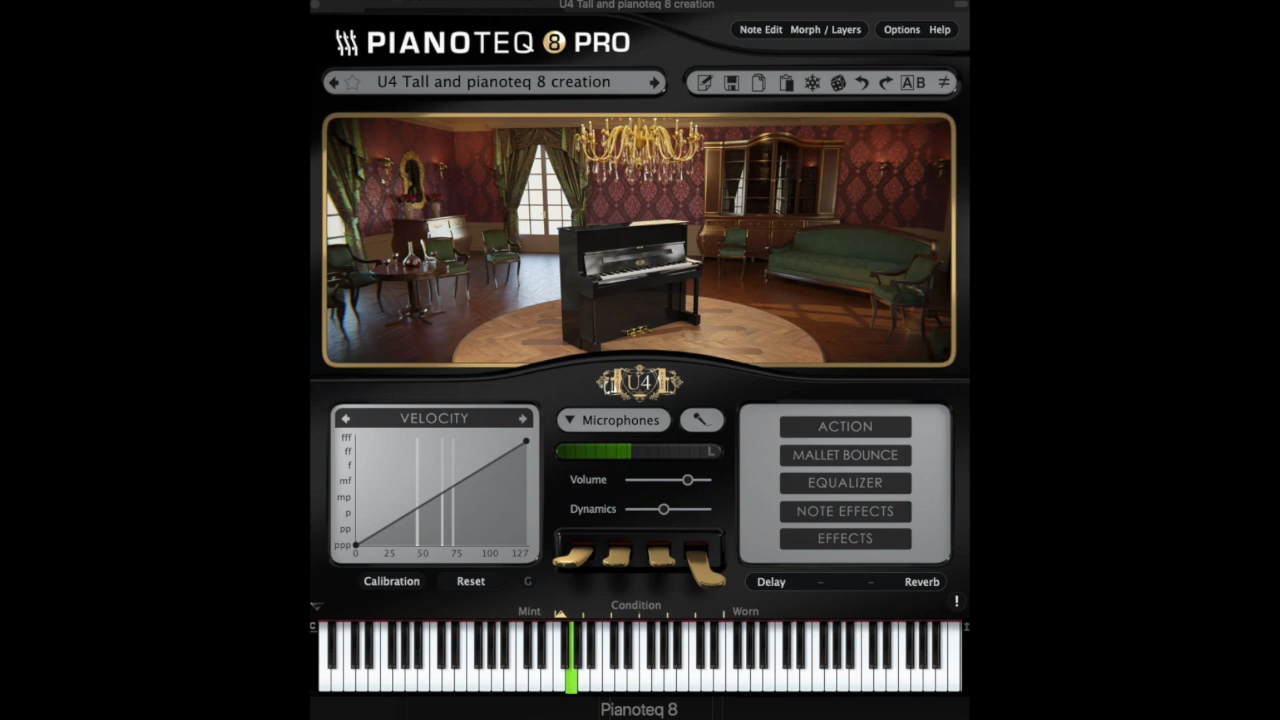 U4 Tall and pianoteq 8 creation
PIANOTEQ 8 PRO
Note Edit Morph / Layers
Options Help
U4 Tall and pianoteq 8 creation
A B ≠
U4
VELOCITY
fff
ff
f
mf
mp
p
pp
ppp
0 25 50 75 100 127
Calibration Reset G
Microphones
L
Volume
Dynamics
ACTION
MALLET BOUNCE
EQUALIZER
NOTE EFFECTS
EFFECTS
Delay – – Reverb
!
Mint Condition Worn
Pianoteq 8